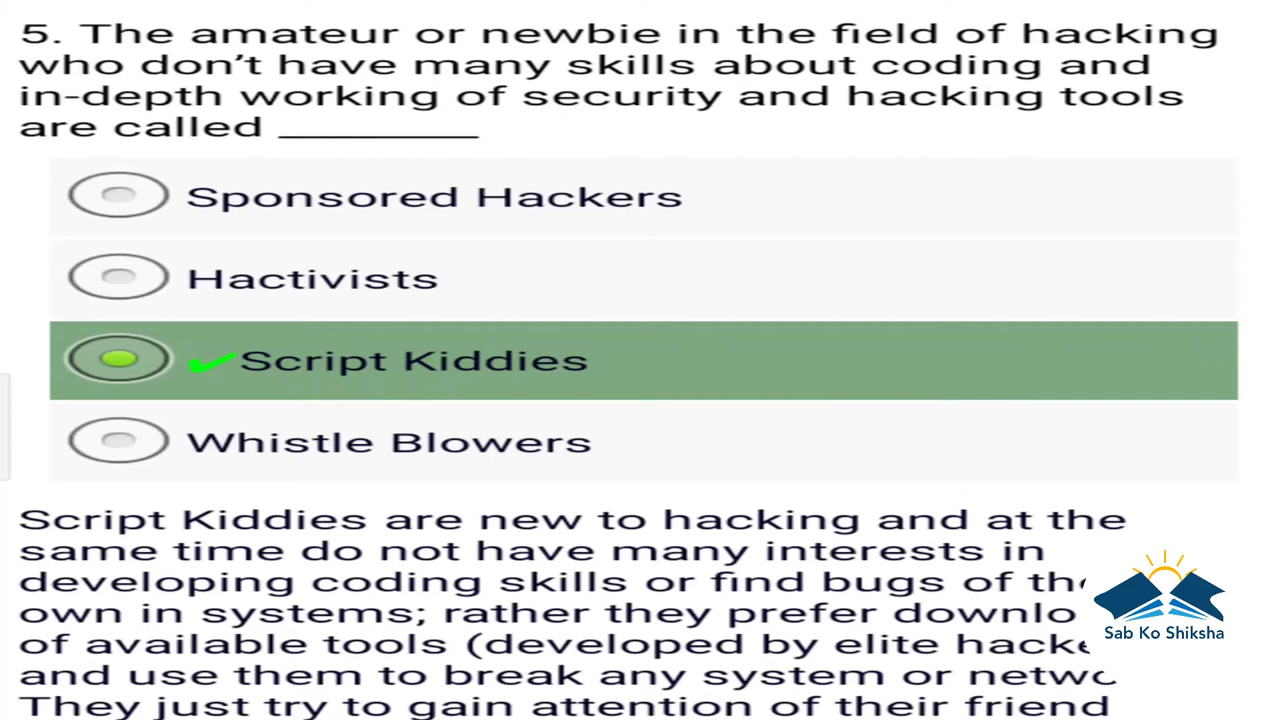 5. The amateur or newbie in the field of hacking
who don't have many skills about coding and
in-depth working of security and hacking tools
are called ________
Sponsored Hackers
Hactivists
✔Script Kiddies
Whistle Blowers
Script Kiddies are new to hacking and at the
same time do not have many interests in
developing coding skills or find bugs of
own in systems; rather they prefer
of available tools (developed by elite
and use them to break any system or
They just try to gain attention of their friend
Sab Ko Shiksha